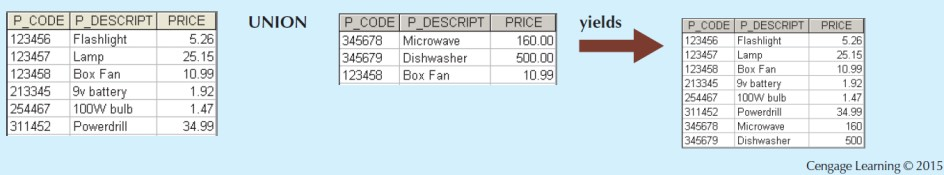 P_CODE P_DESCRIPT PRICE
123456 Flashlight 5.26
123457 Lamp 25.15
123458 Box Fan 10.99
213345 9v battery 1.92
254467 100W bulb 1.47
311452 Powerdrill 34.99
UNION
P_CODE P_DESCRIPT PRICE
345678 Microwave 160.00
345679 Dishwasher 500.00
123458 Box Fan 10.99
yields
P_CODE P_DESCRIPT PRICE
123456 Flashlight 5.26
123457 Lamp 25.15
123458 Box Fan 10.99
213345 9v battery 1.92
254467 100W bulb 1.47
311452 Powerdrill 34.99
345678 Microwave 160
345679 Dishwasher 500
Cengage Learning © 2015